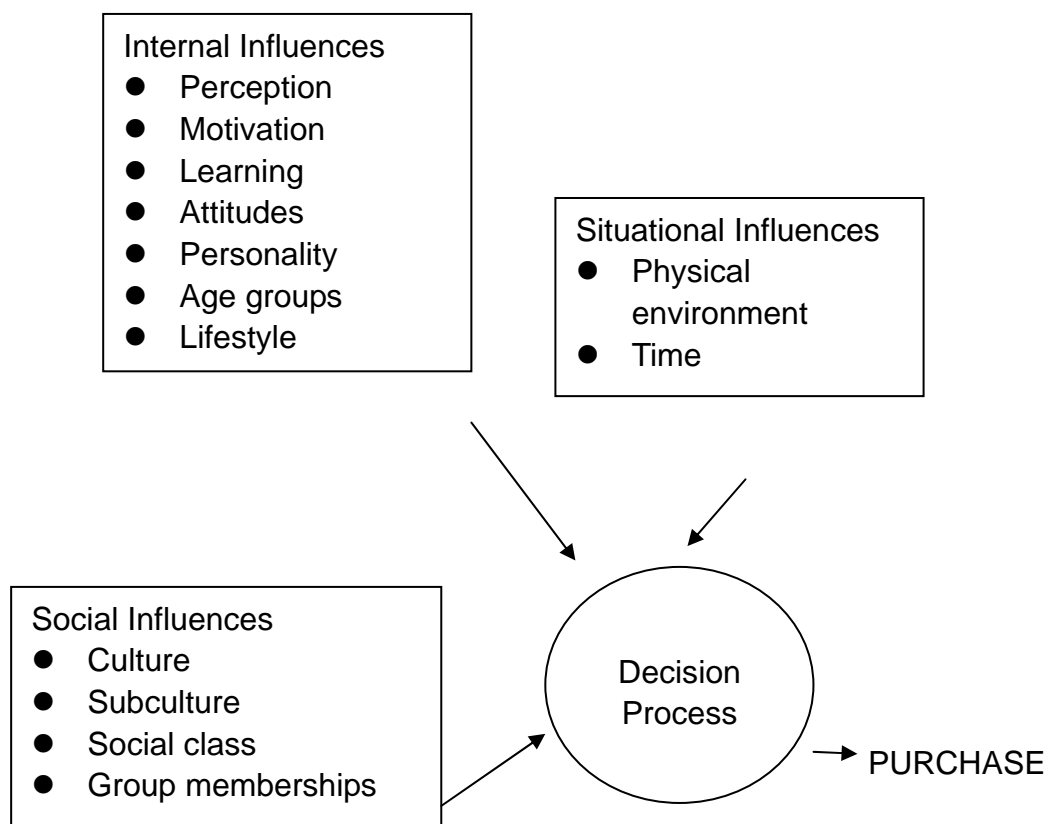 Internal Influences
● Perception
● Motivation
● Learning
● Attitudes
● Personality
● Age groups
● Lifestyle
Situational Influences
● Physical
environment
● Time
Social Influences
● Culture
● Subculture
● Social class
● Group memberships
Decision
Process
PURCHASE